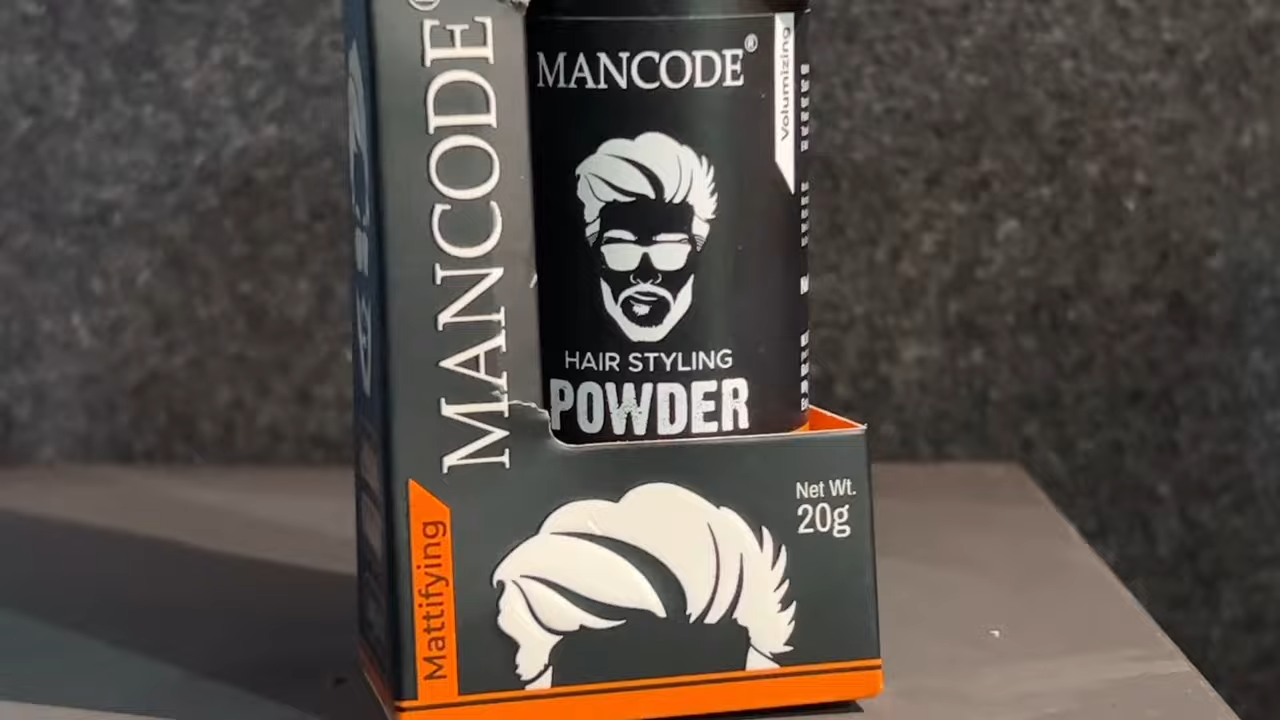 MANCODE®
MANCODE®
Volumizing
HAIR STYLING
POWDER
Net Wt.
20g
Mattifying